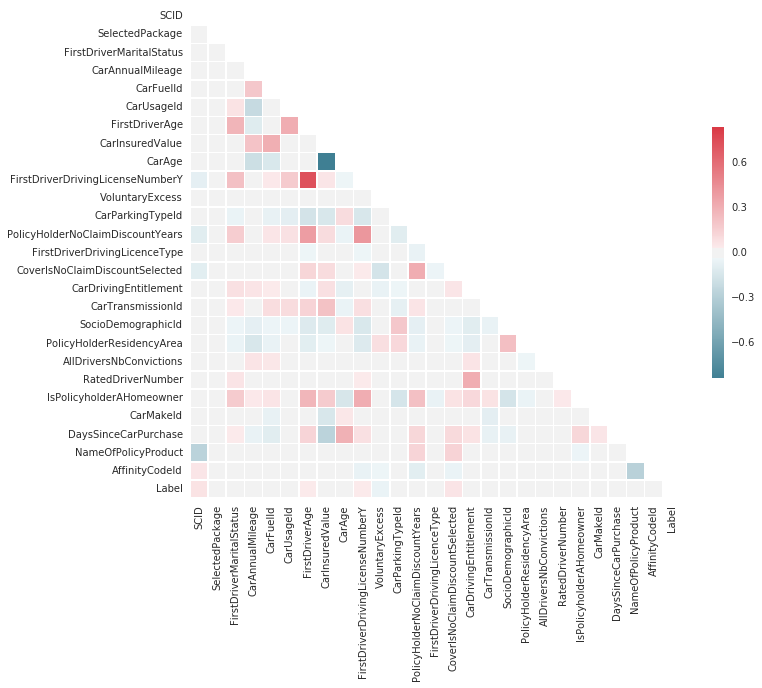 SCID
SelectedPackage
FirstDriverMaritalStatus
CarAnnualMileage
CarFuelId
CarUsageId
FirstDriverAge
CarInsuredValue
CarAge
FirstDriverDrivingLicenseNumberY
VoluntaryExcess
CarParkingTypeId
PolicyHolderNoClaimDiscountYears
FirstDriverDrivingLicenceType
CoverIsNoClaimDiscountSelected
CarDrivingEntitlement
CarTransmissionId
SocioDemographicId
PolicyHolderResidencyArea
AllDriversNbConvictions
RatedDriverNumber
IsPolicyholderAHomeowner
CarMakeId
DaysSinceCarPurchase
NameOfPolicyProduct
AffinityCodeId
Label
SCID
SelectedPackage
FirstDriverMaritalStatus
CarAnnualMileage
CarFuelId
CarUsageId
FirstDriverAge
CarInsuredValue
CarAge
FirstDriverDrivingLicenseNumberY
VoluntaryExcess
CarParkingTypeId
PolicyHolderNoClaimDiscountYears
FirstDriverDrivingLicenceType
CoverIsNoClaimDiscountSelected
CarDrivingEntitlement
CarTransmissionId
SocioDemographicId
PolicyHolderResidencyArea
AllDriversNbConvictions
RatedDriverNumber
IsPolicyholderAHomeowner
CarMakeId
DaysSinceCarPurchase
NameOfPolicyProduct
AffinityCodeId
Label
0.6
0.3
0.0
−0.3
−0.6